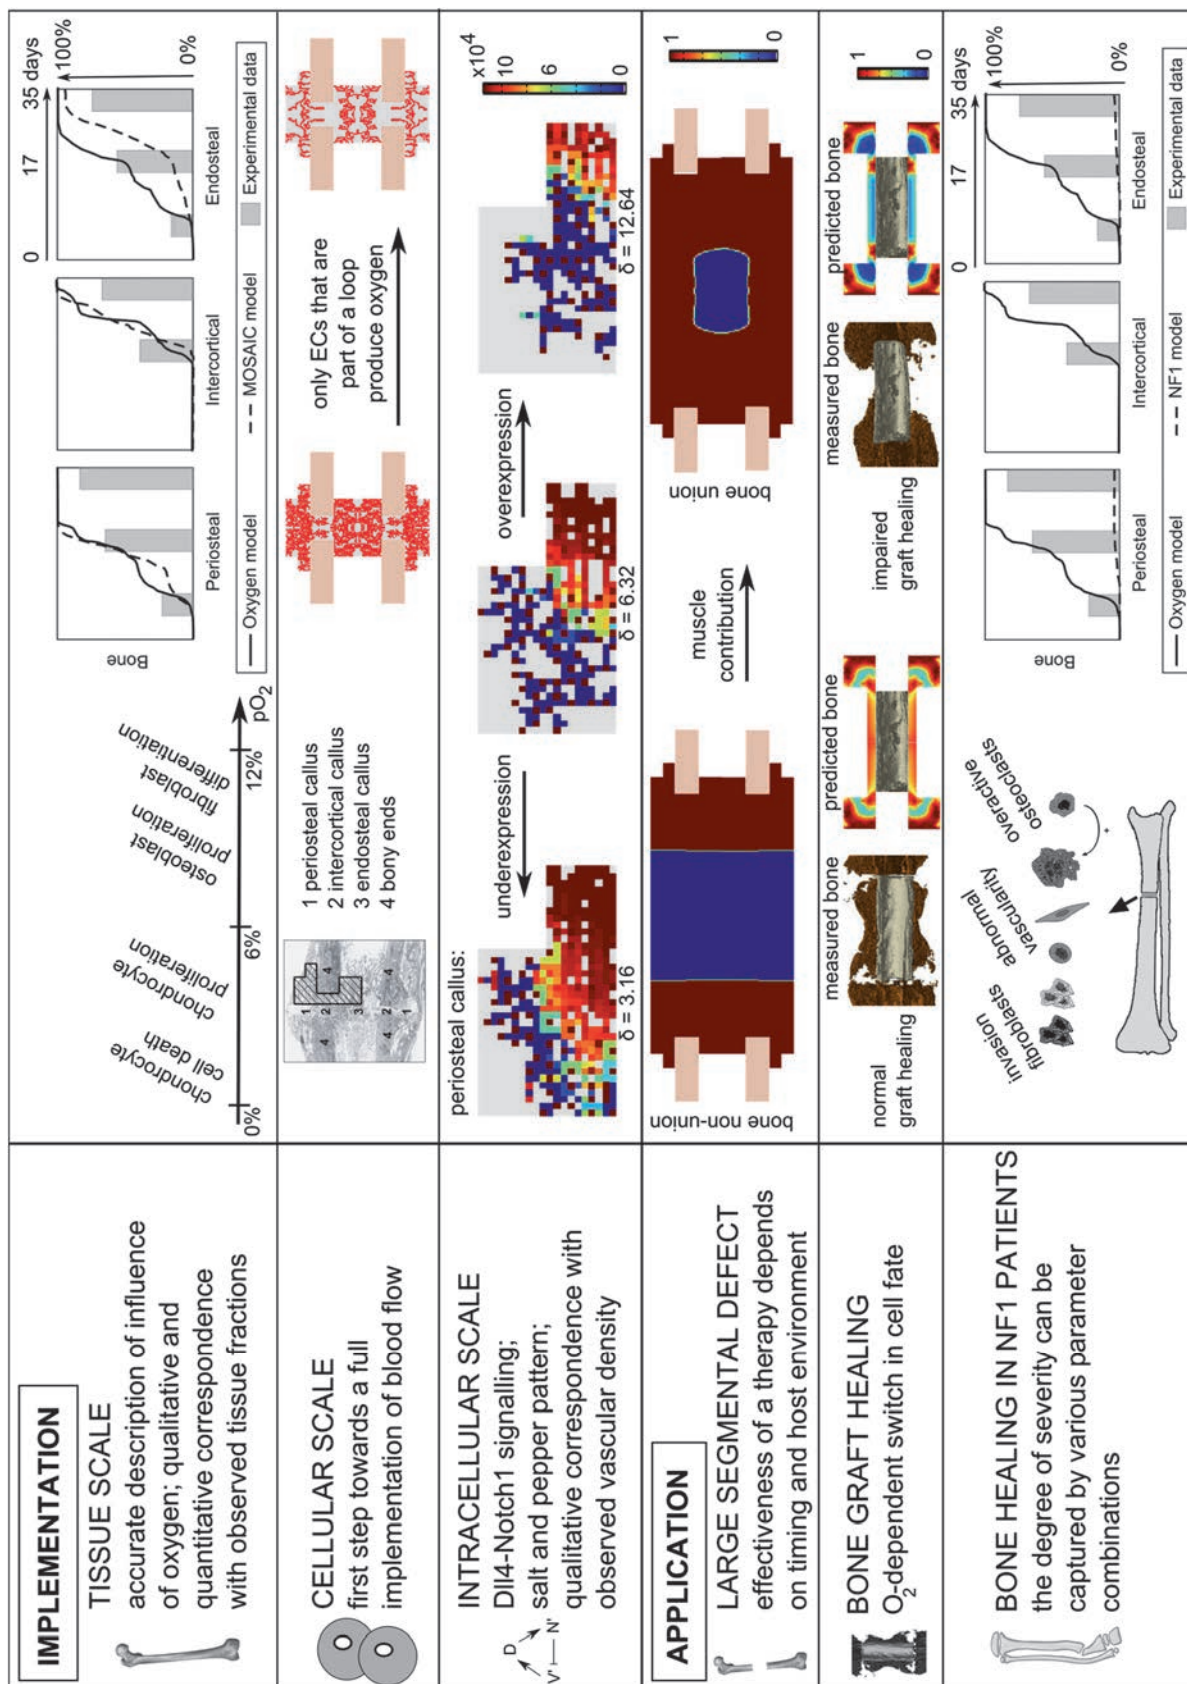 IMPLEMENTATION
TISSUE SCALE
accurate description of influence
of oxygen; qualitative and
quantitative correspondence
with observed tissue fractions
chondrocyte
cell death
chondrocyte
proliferation
osteoblast
proliferation
fibroblast
differentiation
0%
6%
12%
pO2
Bone
Periosteal
Intercortical
Endosteal
0
17
35 days
100%
0%
Oxygen model
MOSAIC model
Experimental data
CELLULAR SCALE
first step towards a full
implementation of blood flow
1
2
3
4
4
4
2
2
1
1 periosteal callus
2 intercortical callus
3 endosteal callus
4 bony ends
only ECs that are
part of a loop
produce oxygen
INTRACELLULAR SCALE
Dll4-Notch1 signalling;
salt and pepper pattern;
qualitative correspondence with
observed vascular density
D
V'
N'
periosteal callus:
δ = 3.16
underexpression
δ = 6.32
overexpression
δ = 12.64
x10⁴
10
6
0
APPLICATION
LARGE SEGMENTAL DEFECT
effectiveness of a therapy depends
on timing and host environment
bone non-union
muscle
contribution
bone union
1
0
BONE GRAFT HEALING
O2-dependent switch in cell fate
normal
graft healing
measured bone
predicted bone
impaired
graft healing
measured bone
predicted bone
1
0
BONE HEALING IN NF1 PATIENTS
the degree of severity can be
captured by various parameter
combinations
invasion
fibroblasts
abnormal
vascularity
overactive
osteoclasts
+
Bone
Periosteal
Intercortical
Endosteal
0
17
35 days
100%
0%
Oxygen model
NF1 model
Experimental data